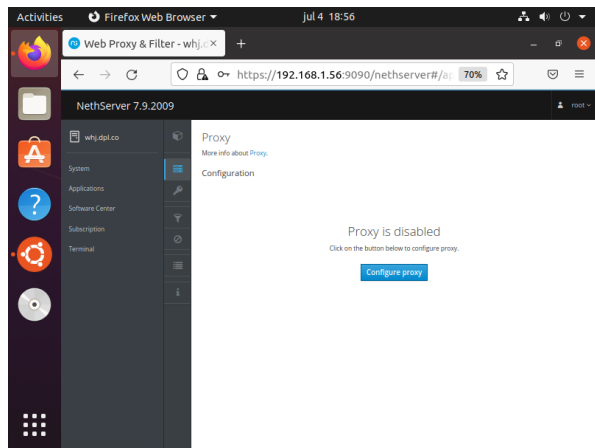 Activities
Firefox Web Browser
jul 4 18:56
Web Proxy & Filter - whj.d
https://192.168.1.56:9090/nethserver#/a
70%
NethServer 7.9.2009
root
whj.dpl.co
System
Applications
Software Center
Subscription
Terminal
Proxy
More info about Proxy.
Configuration
Proxy is disabled
Click on the button below to configure proxy.
Configure proxy